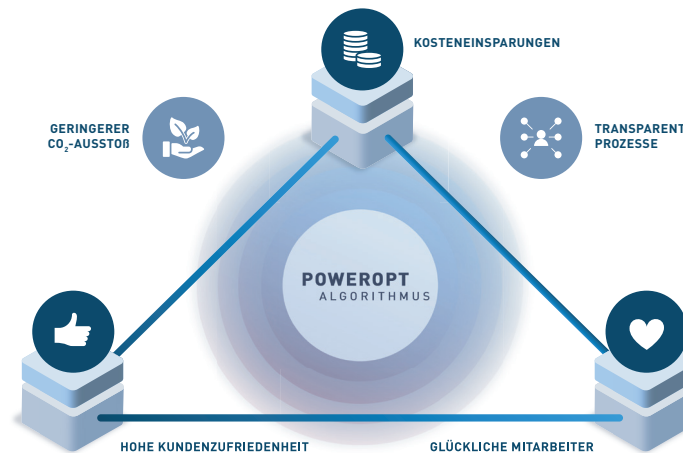 KOSTENEINSPARUNGEN
GERINGERER
CO₂-AUSSTOß
TRANSPARENT
PROZESSE
POWEROPT
ALGORITHMUS
HOHE KUNDENZUFRIEDENHEIT
GLÜCKLICHE MITARBEITER